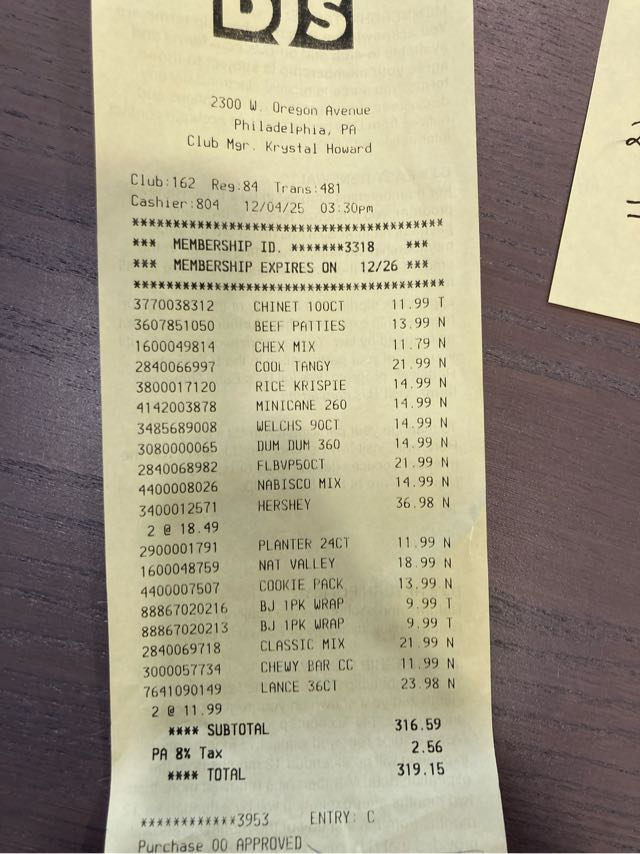 BJS
2300 W. Oregon Avenue
Philadelphia, PA
Club Mgr. Krystal Howard
Club:162 Reg:84 Trans:481
Cashier:804 12/04/25 03:30pm
****************************************
*** MEMBERSHIP ID. *******3318 ***
*** MEMBERSHIP EXPIRES ON 12/26 ***
****************************************
3770038312 CHINET 100CT 11.99 T
3607851050 BEEF PATTIES 13.99 N
1600049814 CHEX MIX 11.79 N
2840066997 COOL TANGY 21.99 N
3800017120 RICE KRISPIE 14.99 N
4142003878 MINICANE 260 14.99 N
3485689008 WELCHS 90CT 14.99 N
3080000065 DUM DUM 360 14.99 N
2840068982 FLBVP50CT 21.99 N
4400008026 NABISCO MIX 14.99 N
3400012571 HERSHEY 36.98 N
2 @ 18.49
2900001791 PLANTER 24CT 11.99 N
1600048759 NAT VALLEY 18.99 N
4400007507 COOKIE PACK 13.99 N
88867020216 BJ 1PK WRAP 9.99 T
88867020213 BJ 1PK WRAP 9.99 T
2840069718 CLASSIC MIX 21.99 N
3000057734 CHEWY BAR CC 11.99 N
7641090149 LANCE 36CT 23.98 N
2 @ 11.99
**** SUBTOTAL 316.59
PA 8% Tax 2.56
**** TOTAL 319.15
************3953 ENTRY: C
Purchase 00 APPROVED